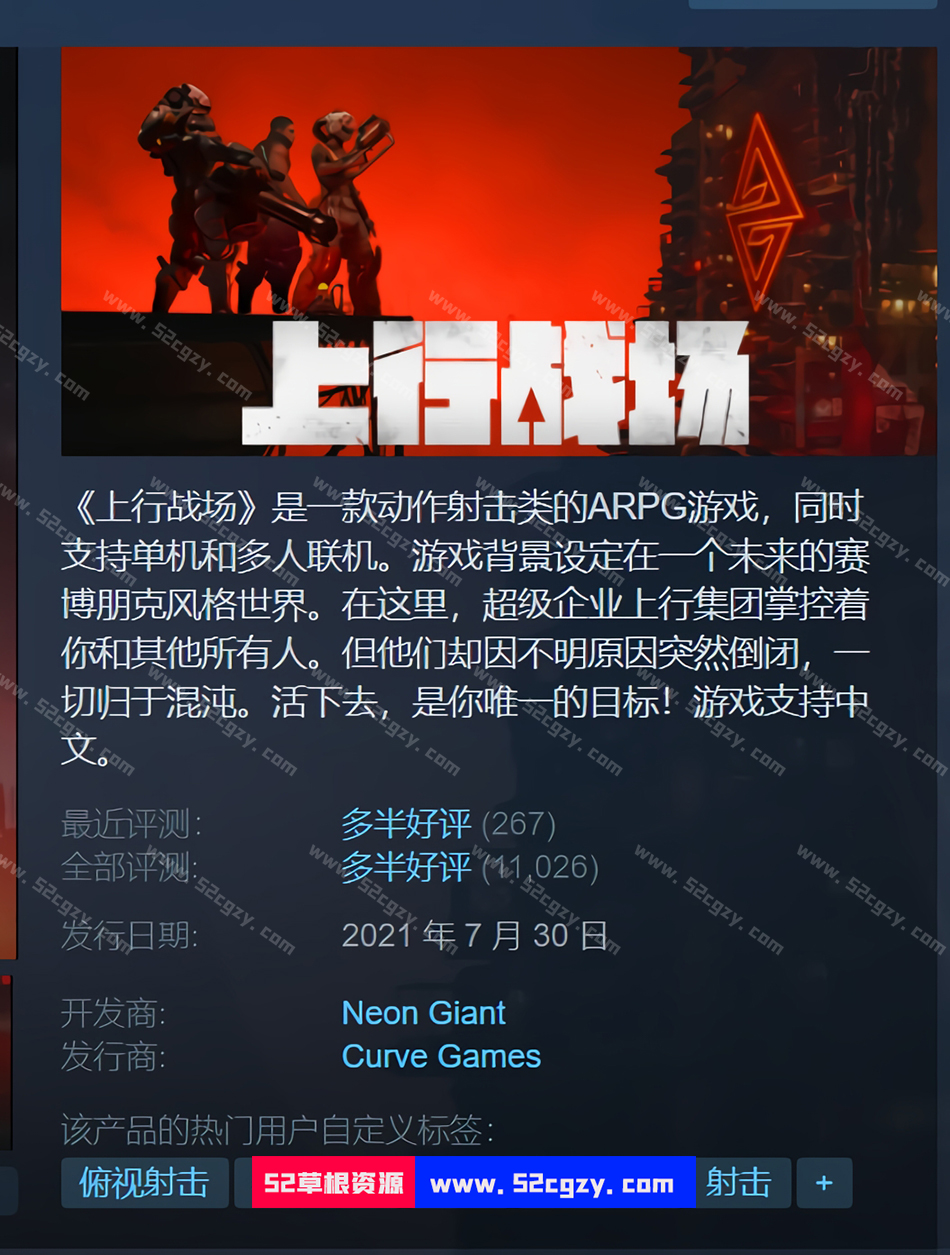 上行战场
《上行战场》是一款动作射击类的ARPG游戏，同时
支持单机和多人联机。游戏背景设定在一个未来的赛
博朋克风格世界。在这里，超级企业上行集团掌控着
你和其他所有人。但他们却因不明原因突然倒闭，一
切归于混沌。活下去，是你唯一的目标！游戏支持中
文。
最近评测： 多半好评 (267)
全部评测： 多半好评 (11,026)
发行日期： 2021 年 7 月 30 日
开发商： Neon Giant
发行商： Curve Games
该产品的热门用户自定义标签：
俯视射击 52草根资源 www.52cgzy.com 射击 +
www.52cgzy.com